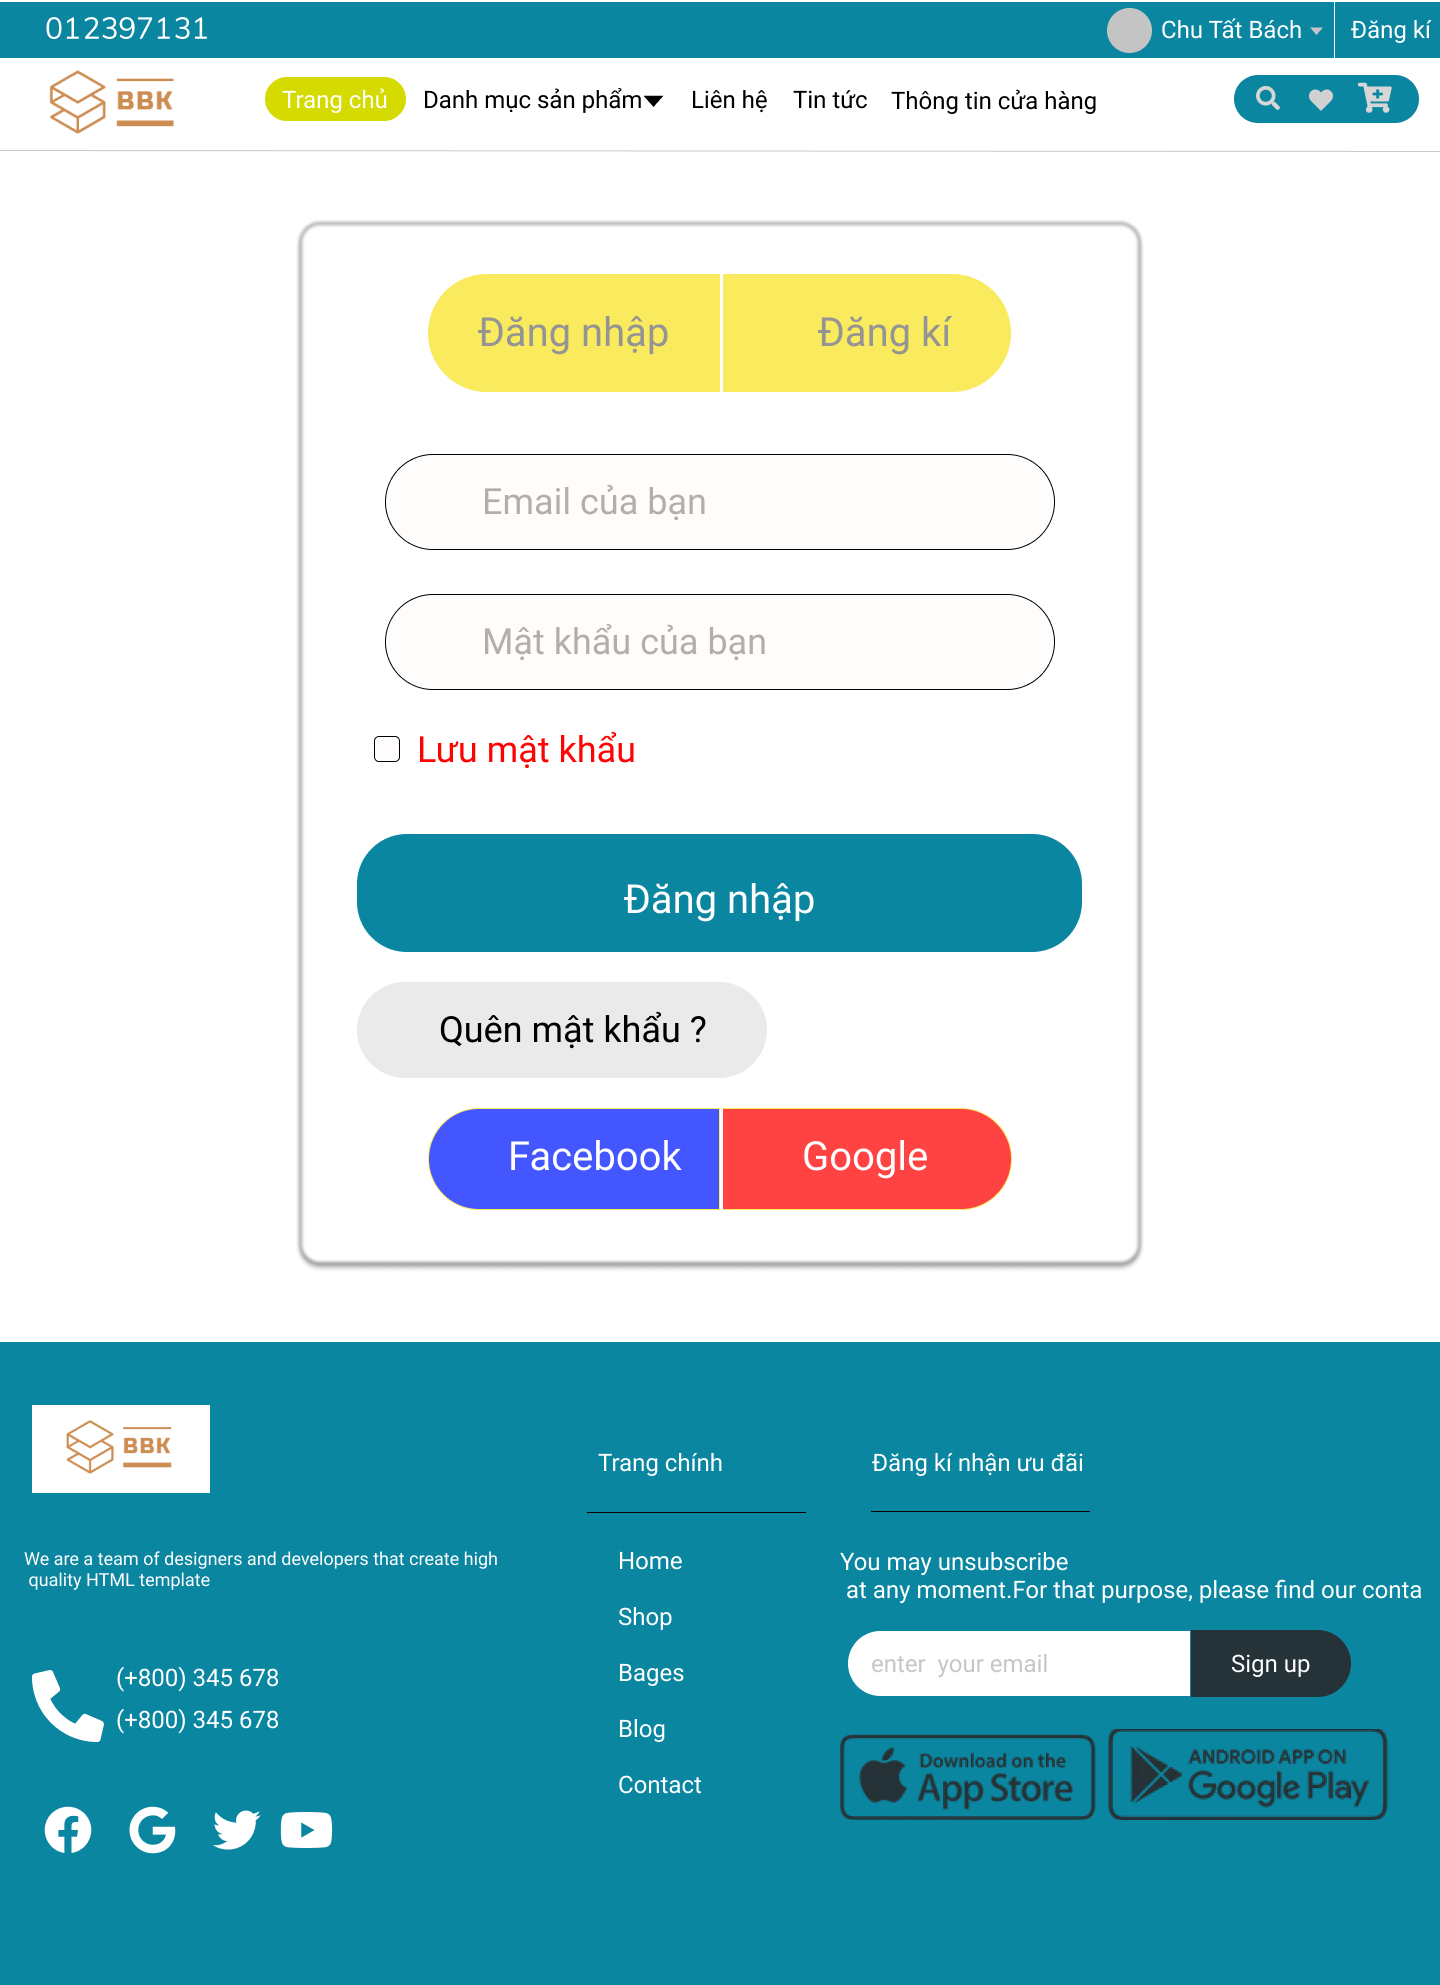 012397131
Chu Tất Bách
Đăng kí
BBK
Trang chủ
Danh mục sản phẩm
Liên hệ
Tin tức
Thông tin cửa hàng
Đăng nhập
Đăng kí
Email của bạn
Mật khẩu của bạn
Lưu mật khẩu
Đăng nhập
Quên mật khẩu ?
Facebook
Google
BBK
We are a team of designers and developers that create high
quality HTML template
(+800) 345 678
(+800) 345 678
Trang chính
Home
Shop
Bages
Blog
Contact
Đăng kí nhận ưu đãi
You may unsubscribe
at any moment.For that purpose, please find our conta
enter  your email
Sign up
Download on the
App Store
ANDROID APP ON
Google Play